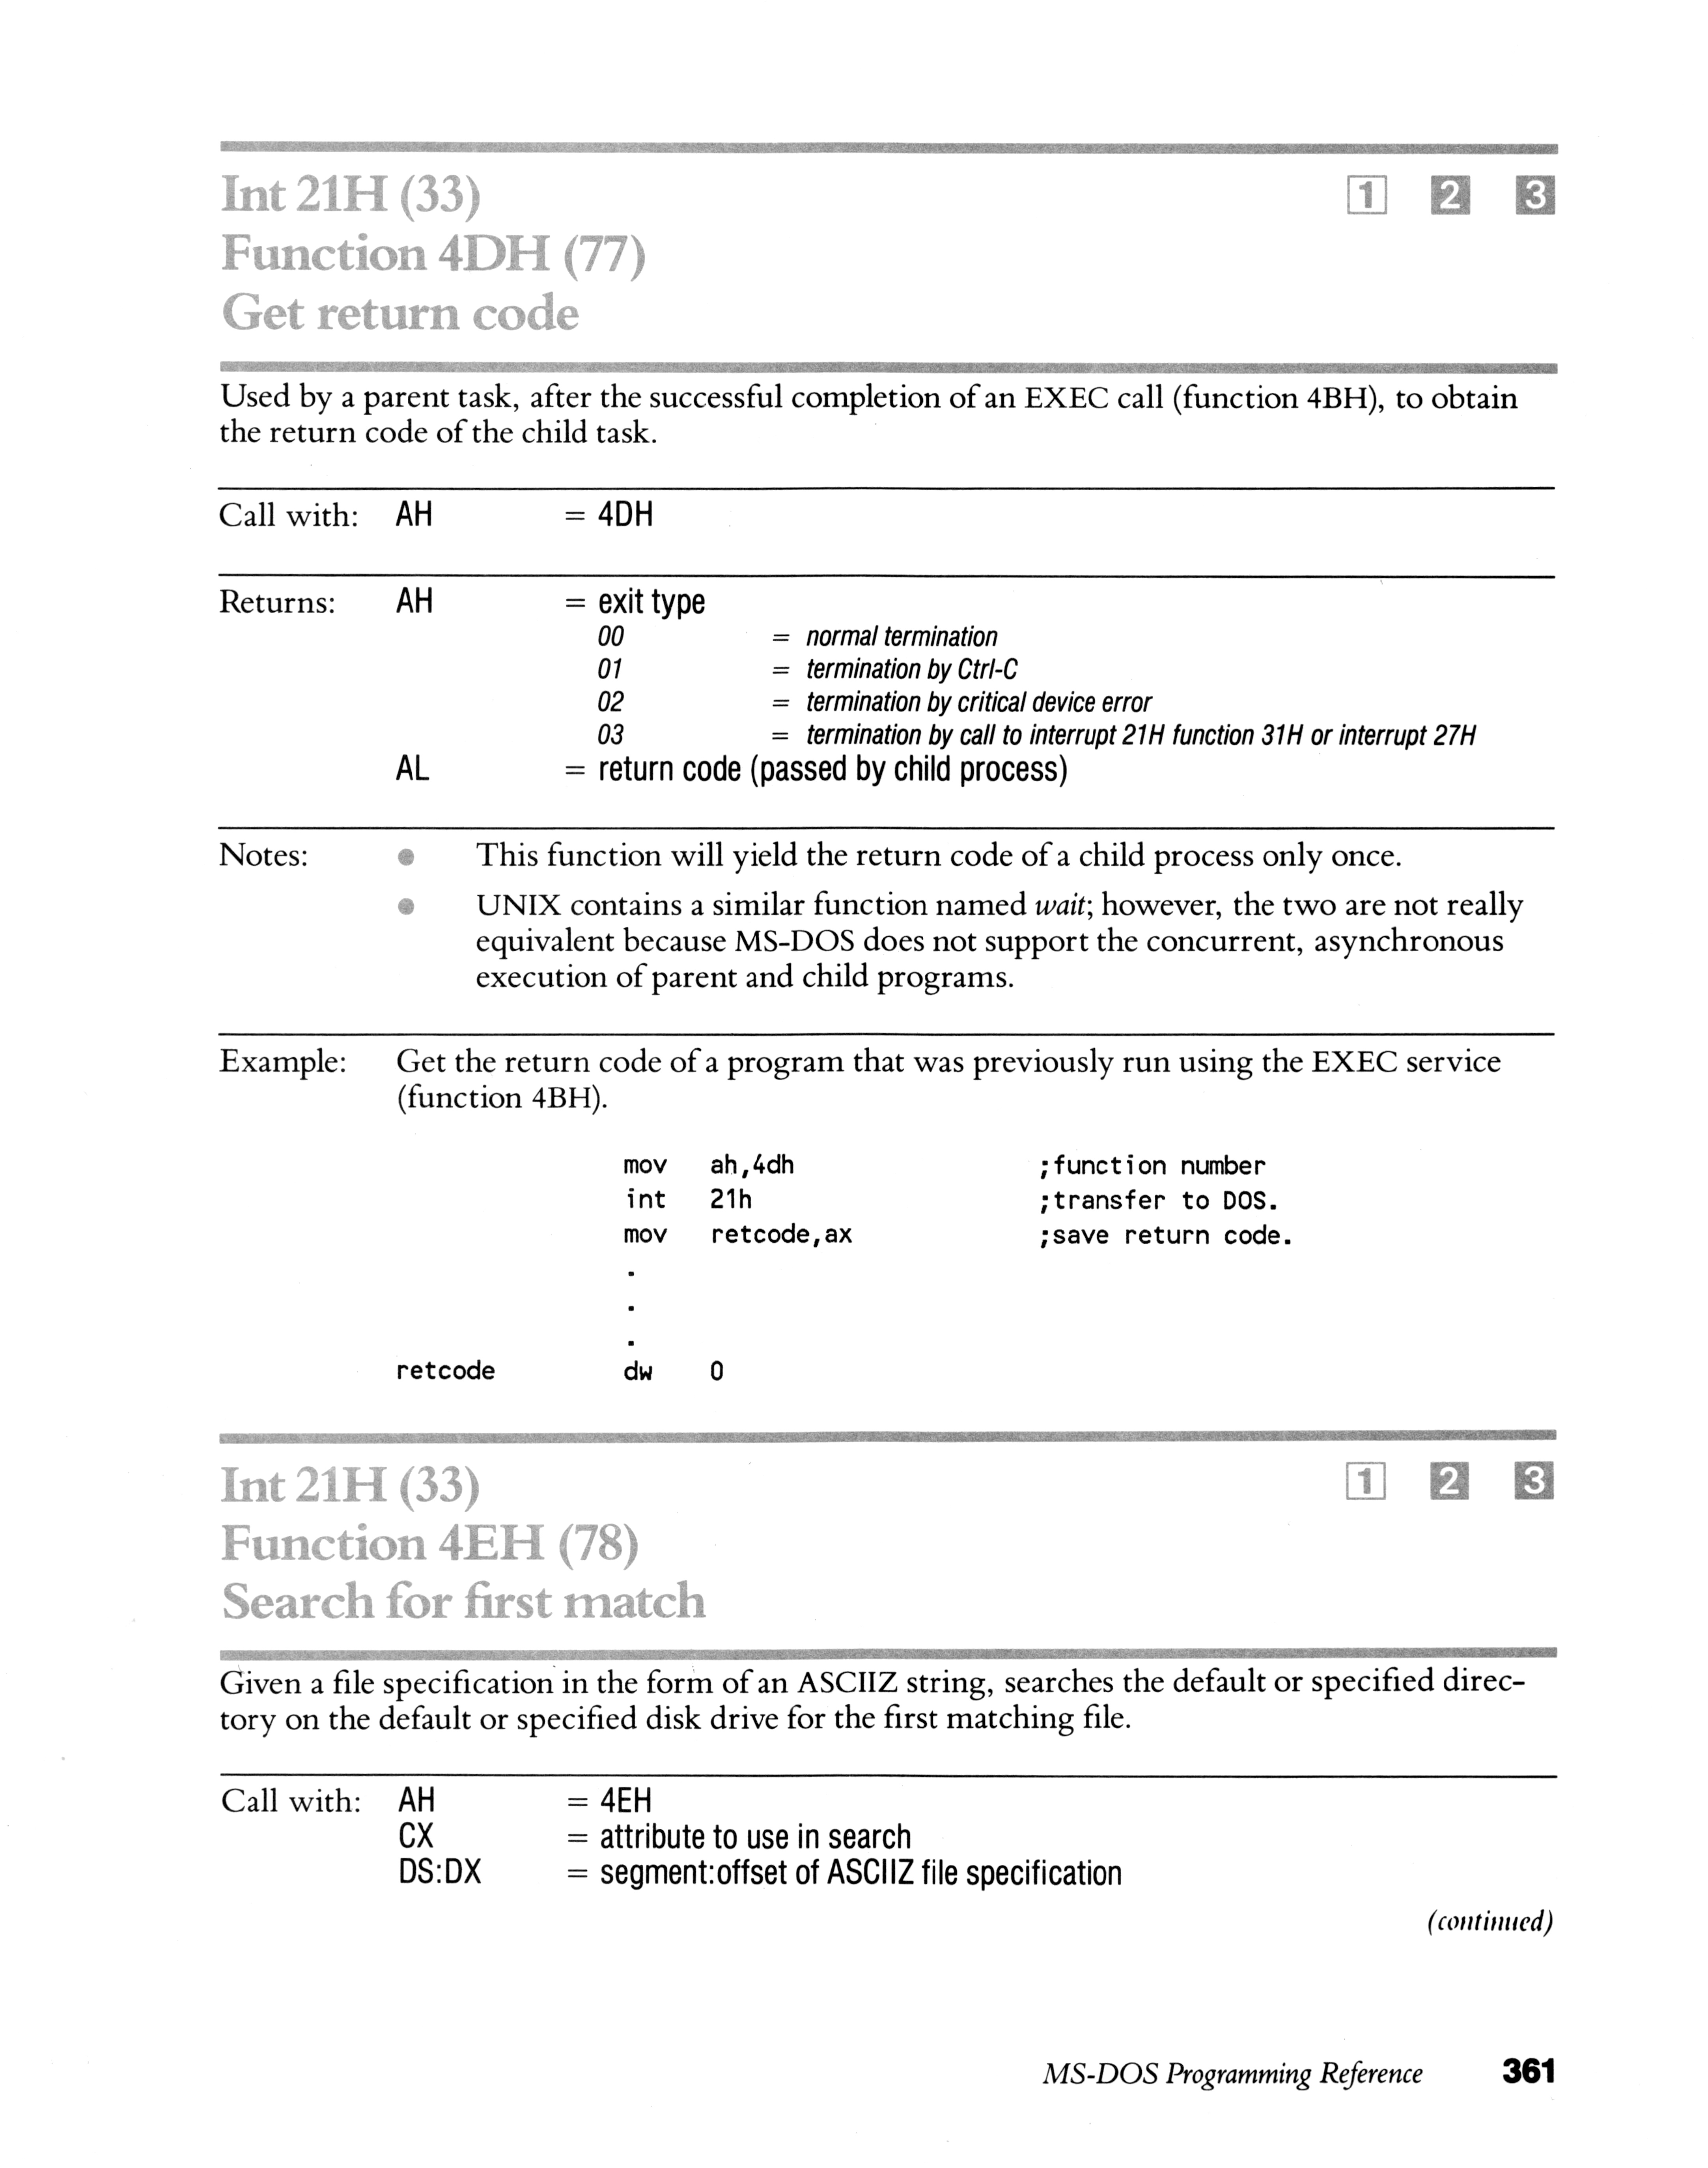 Int 21H (33) 1 2 3
Function 4DH (77)
Get return code
Used by a parent task, after the successful completion of an EXEC call (function 4BH), to obtain
the return code of the child task.
Call with: AH = 4DH
Returns: AH = exit type
00 = normal termination
01 = termination by Ctrl-C
02 = termination by critical device error
03 = termination by call to interrupt 21H function 31H or interrupt 27H
AL = return code (passed by child process)
Notes: ● This function will yield the return code of a child process only once.
● UNIX contains a similar function named wait; however, the two are not really
equivalent because MS-DOS does not support the concurrent, asynchronous
execution of parent and child programs.
Example: Get the return code of a program that was previously run using the EXEC service
(function 4BH).
mov ah,4dh ;function number
int 21h ;transfer to DOS.
mov retcode,ax ;save return code.
.
.
.
retcode dw 0
Int 21H (33) 1 2 3
Function 4EH (78)
Search for first match
Given a file specification in the form of an ASCIIZ string, searches the default or specified direc-
tory on the default or specified disk drive for the first matching file.
Call with: AH = 4EH
CX = attribute to use in search
DS:DX = segment:offset of ASCIIZ file specification
(continued)
MS-DOS Programming Reference 361